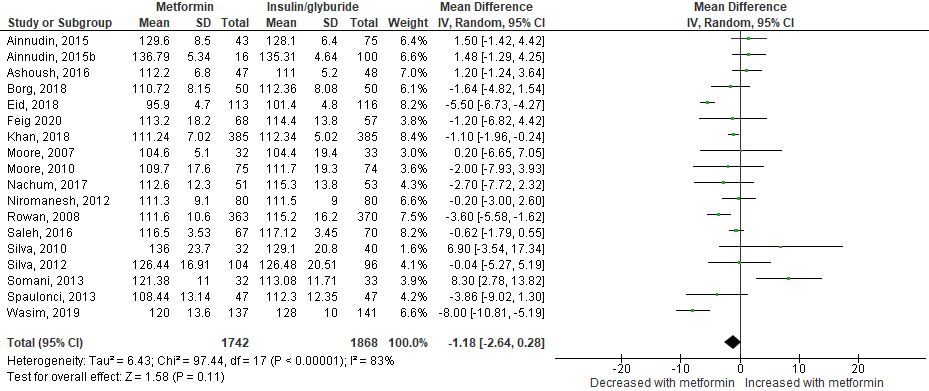 Metformin Insulin/glyburide Mean Difference Mean Difference
Study or Subgroup Mean SD Total Mean SD Total Weight IV, Random, 95% CI IV, Random, 95% CI
Ainnudin, 2015 129.6 8.5 43 128.1 6.4 75 6.4% 1.50 [-1.42, 4.42]
Ainnudin, 2015b 136.79 5.34 16 135.31 4.64 100 6.6% 1.48 [-1.29, 4.25]
Ashoush, 2016 112.2 6.8 47 111 5.2 48 6.9% 1.20 [-1.24, 3.64]
Borg, 2018 110.72 8.15 50 112.36 8.08 50 6.2% -1.64 [-4.82, 1.54]
Eid, 2018 95.9 4.7 113 101.4 4.8 116 8.2% -5.50 [-6.73, -4.27]
Feig 2020 113.2 18.2 68 114.4 13.8 57 4.1% -1.20 [-6.82, 4.42]
Khan, 2018 111.24 7.02 385 112.34 5.02 385 8.4% -1.10 [-1.96, -0.24]
Moore, 2007 104.6 5.1 32 104.4 19.4 33 3.2% 0.20 [-6.65, 7.05]
Moore, 2010 109.7 17.6 75 111.7 19.3 74 3.9% -2.00 [-7.93, 3.93]
Nachum, 2017 112.6 12.3 51 115.3 13.8 53 4.5% -2.70 [-7.72, 2.32]
Niromanesh, 2012 111.3 9.1 80 111.5 9 80 6.5% -0.20 [-3.00, 2.60]
Rowan, 2008 111.6 10.6 363 115.2 16.2 370 7.4% -3.60 [-5.58, -1.62]
Saleh, 2016 116.5 3.53 67 117.12 3.45 70 8.2% -0.62 [-1.79, 0.55]
Silva, 2010 136 23.7 32 129.1 20.8 40 1.7% 6.90 [-3.54, 17.34]
Silva, 2012 126.44 16.91 104 126.48 20.51 96 4.3% -0.04 [-5.27, 5.19]
Somani, 2013 121.38 11 32 113.08 11.71 33 4.1% 8.30 [2.78, 13.82]
Spaulonci, 2013 108.44 13.14 47 112.3 12.35 47 4.4% -3.86 [-9.02, 1.30]
Wasim, 2019 120 13.6 137 128 10 141 6.6% -8.00 [-10.81, -5.19]
Total (95% CI) 1742 1868 100.0% -1.18 [-2.64, 0.28]
Heterogeneity: Tau² = 6.43; Chi² = 97.44, df = 17 (P < 0.00001); I² = 83%
Test for overall effect: Z = 1.58 (P = 0.11)
-20 -10 0 10 20
Decreased with metformin Increased with metformin